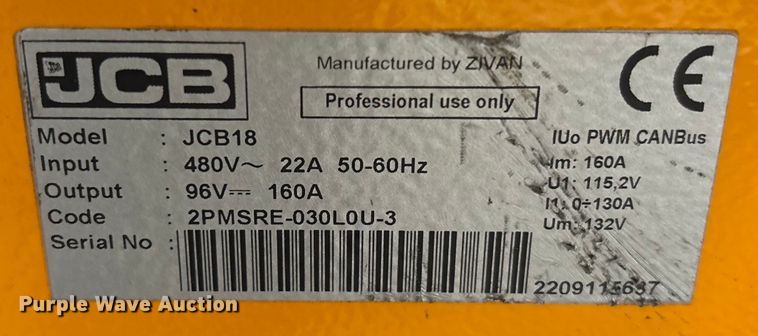 JCB
Manufactured by ZIVAN
Professional use only
CE
Model : JCB18
Input : 480V~ 22A 50-60Hz
Output : 96V⎓ 160A
Code : 2PMSRE-030L0U-3
Serial No :
IUo PWM CANBus
Im: 160A
U1: 115,2V
I1: 0÷130A
Um: 132V
Purple Wave Auction